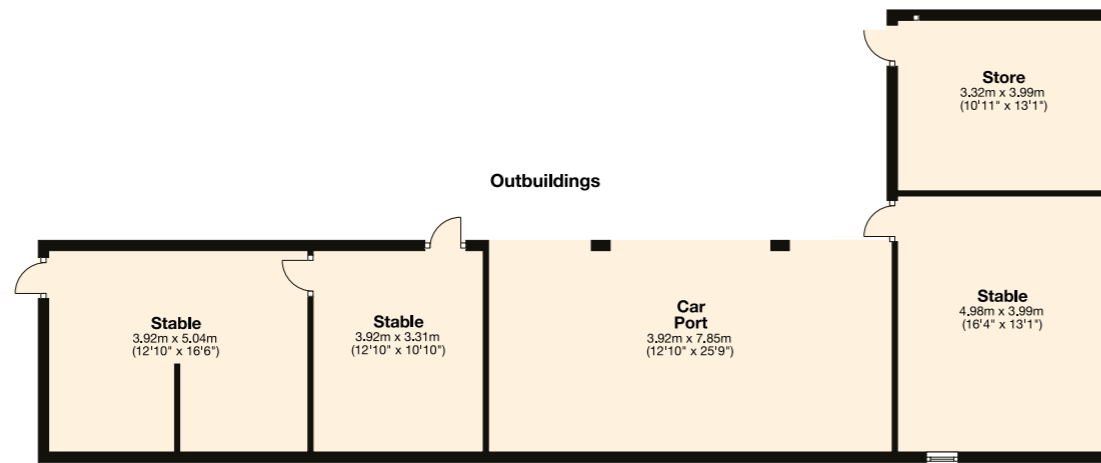 Store
3.32m x 3.99m
(10'11" x 13'1")
Outbuildings
Stable
3.92m x 5.04m
(12'10" x 16'6")
Stable
3.92m x 3.31m
(12'10" x 10'10")
Car
Port
3.92m x 7.85m
(12'10" x 25'9")
Stable
4.98m x 3.99m
(16'4" x 13'1")